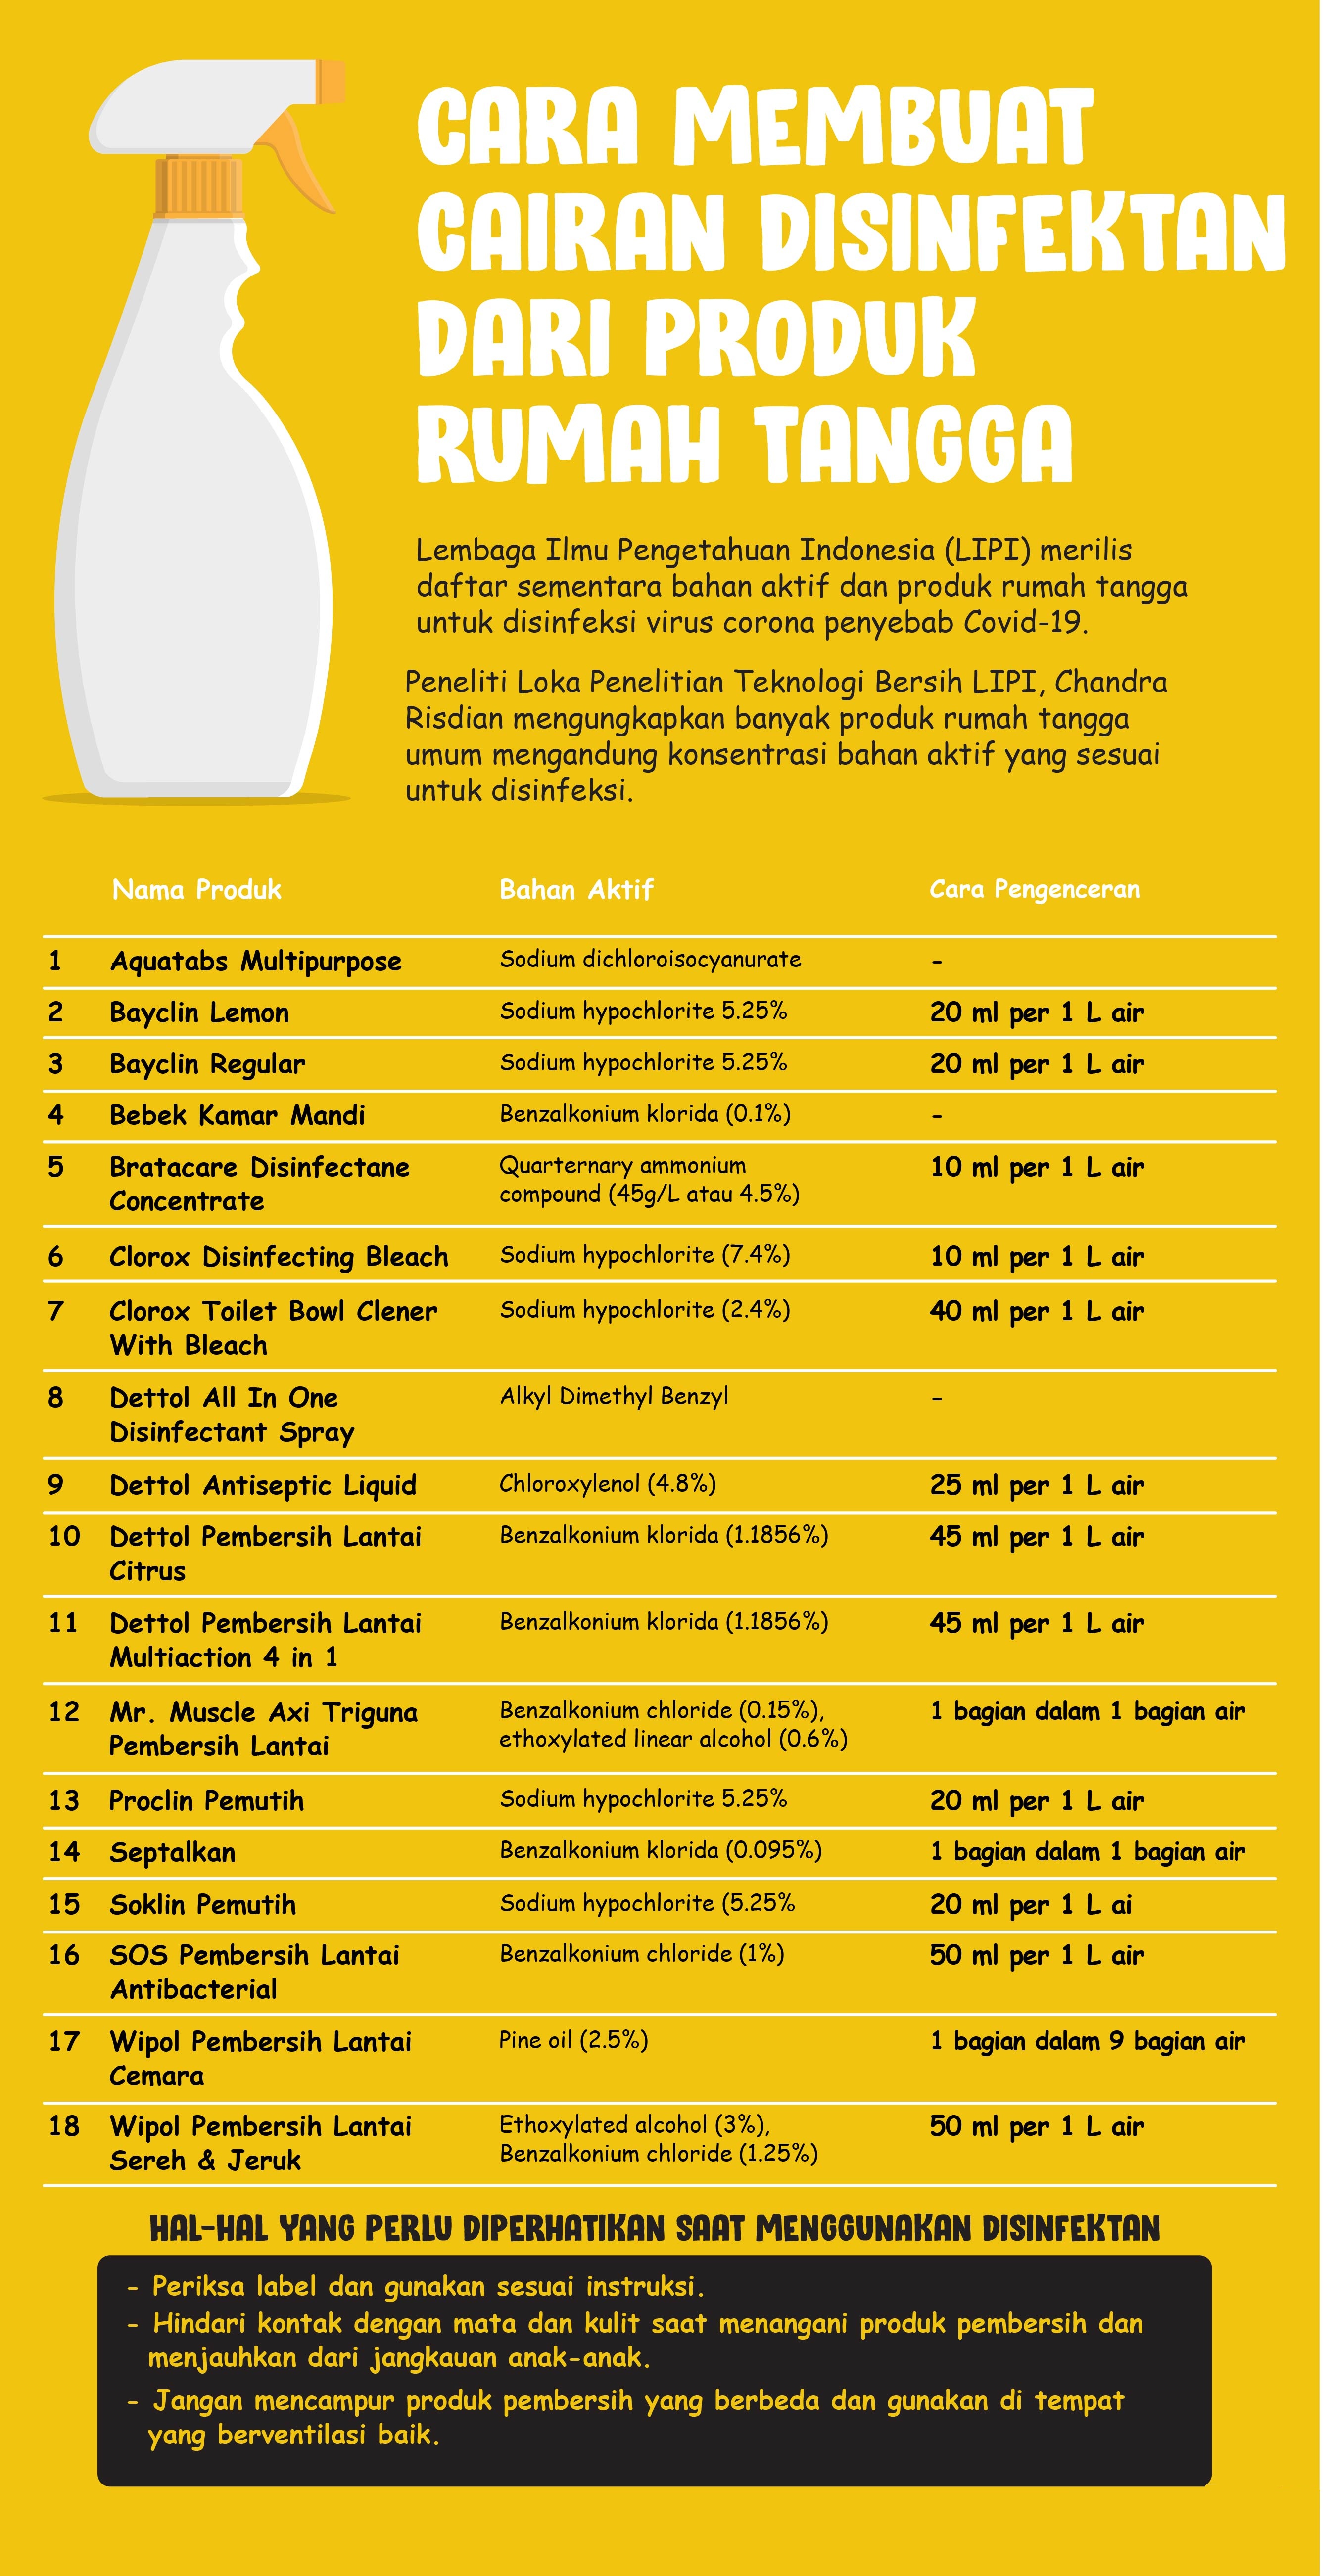 CARA MEMBUAT
CAIRAN DISINFEKTAN
DARI PRODUK
RUMAH TANGGA
Lembaga Ilmu Pengetahuan Indonesia (LIPI) merilis
daftar sementara bahan aktif dan produk rumah tangga
untuk disinfeksi virus corona penyebab Covid-19.
Peneliti Loka Penelitian Teknologi Bersih LIPI, Chandra
Risdian mengungkapkan banyak produk rumah tangga
umum mengandung konsentrasi bahan aktif yang sesuai
untuk disinfeksi.
Nama Produk Bahan Aktif Cara Pengenceran
1 Aquatabs Multipurpose Sodium dichloroisocyanurate -
2 Bayclin Lemon Sodium hypochlorite 5.25% 20 ml per 1 L air
3 Bayclin Regular Sodium hypochlorite 5.25% 20 ml per 1 L air
4 Bebek Kamar Mandi Benzalkonium klorida (0.1%) -
5 Bratacare Disinfectane Quarternary ammonium 10 ml per 1 L air
Concentrate compound (45g/L atau 4.5%)
6 Clorox Disinfecting Bleach Sodium hypochlorite (7.4%) 10 ml per 1 L air
7 Clorox Toilet Bowl Clener Sodium hypochlorite (2.4%) 40 ml per 1 L air
With Bleach
8 Dettol All In One Alkyl Dimethyl Benzyl -
Disinfectant Spray
9 Dettol Antiseptic Liquid Chloroxylenol (4.8%) 25 ml per 1 L air
10 Dettol Pembersih Lantai Benzalkonium klorida (1.1856%) 45 ml per 1 L air
Citrus
11 Dettol Pembersih Lantai Benzalkonium klorida (1.1856%) 45 ml per 1 L air
Multiaction 4 in 1
12 Mr. Muscle Axi Triguna Benzalkonium chloride (0.15%), 1 bagian dalam 1 bagian air
Pembersih Lantai ethoxylated linear alcohol (0.6%)
13 Proclin Pemutih Sodium hypochlorite 5.25% 20 ml per 1 L air
14 Septalkan Benzalkonium klorida (0.095%) 1 bagian dalam 1 bagian air
15 Soklin Pemutih Sodium hypochlorite (5.25% 20 ml per 1 L ai
16 SOS Pembersih Lantai Benzalkonium chloride (1%) 50 ml per 1 L air
Antibacterial
17 Wipol Pembersih Lantai Pine oil (2.5%) 1 bagian dalam 9 bagian air
Cemara
18 Wipol Pembersih Lantai Ethoxylated alcohol (3%), 50 ml per 1 L air
Sereh & Jeruk Benzalkonium chloride (1.25%)
HAL-HAL YANG PERLU DIPERHATIKAN SAAT MENGGUNAKAN DISINFEKTAN
- Periksa label dan gunakan sesuai instruksi.
- Hindari kontak dengan mata dan kulit saat menangani produk pembersih dan
menjauhkan dari jangkauan anak-anak.
- Jangan mencampur produk pembersih yang berbeda dan gunakan di tempat
yang berventilasi baik.